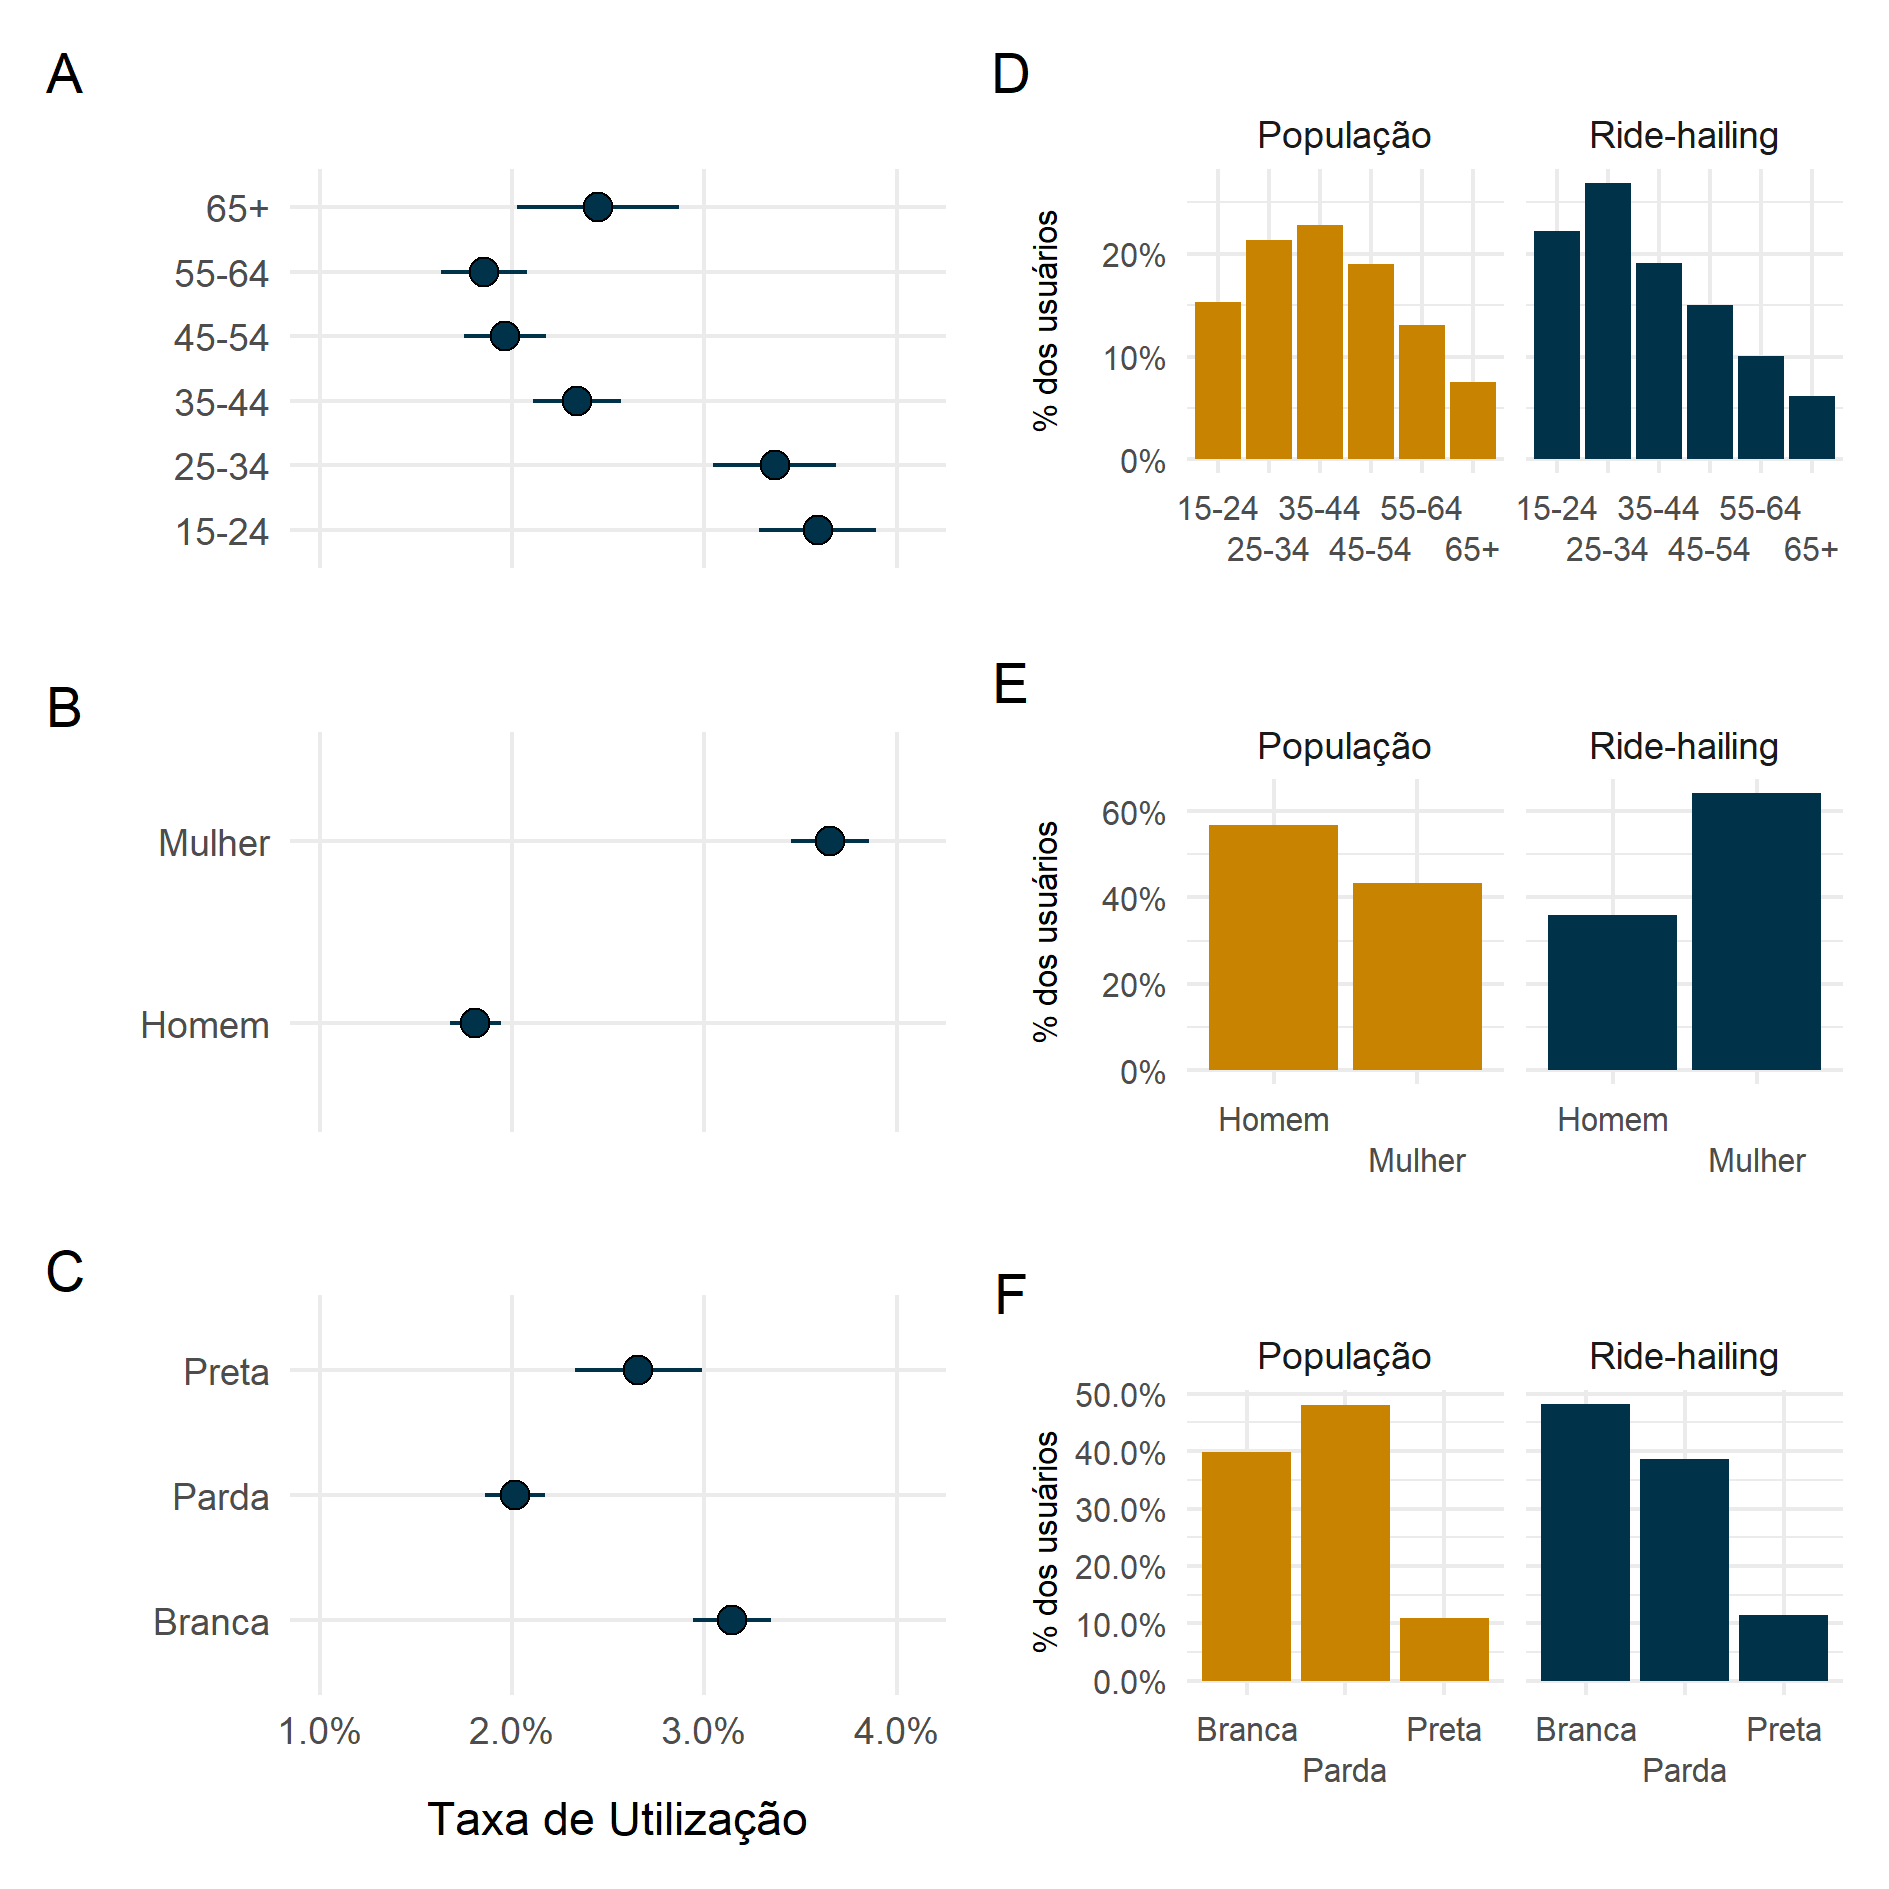 A
65+
55-64
45-54
35-44
25-34
15-24
B
Mulher
Homem
C
Preta
Parda
Branca
1.0% 2.0% 3.0% 4.0%
Taxa de Utilização
D
População Ride-hailing
% dos usuários
20%
10%
0%
15-24 35-44 55-64 15-24 35-44 55-64
25-34 45-54 65+ 25-34 45-54 65+
E
População Ride-hailing
% dos usuários
60%
40%
20%
0%
Homem Homem
Mulher Mulher
F
População Ride-hailing
% dos usuários
50.0%
40.0%
30.0%
20.0%
10.0%
0.0%
Branca Preta Branca Preta
Parda Parda